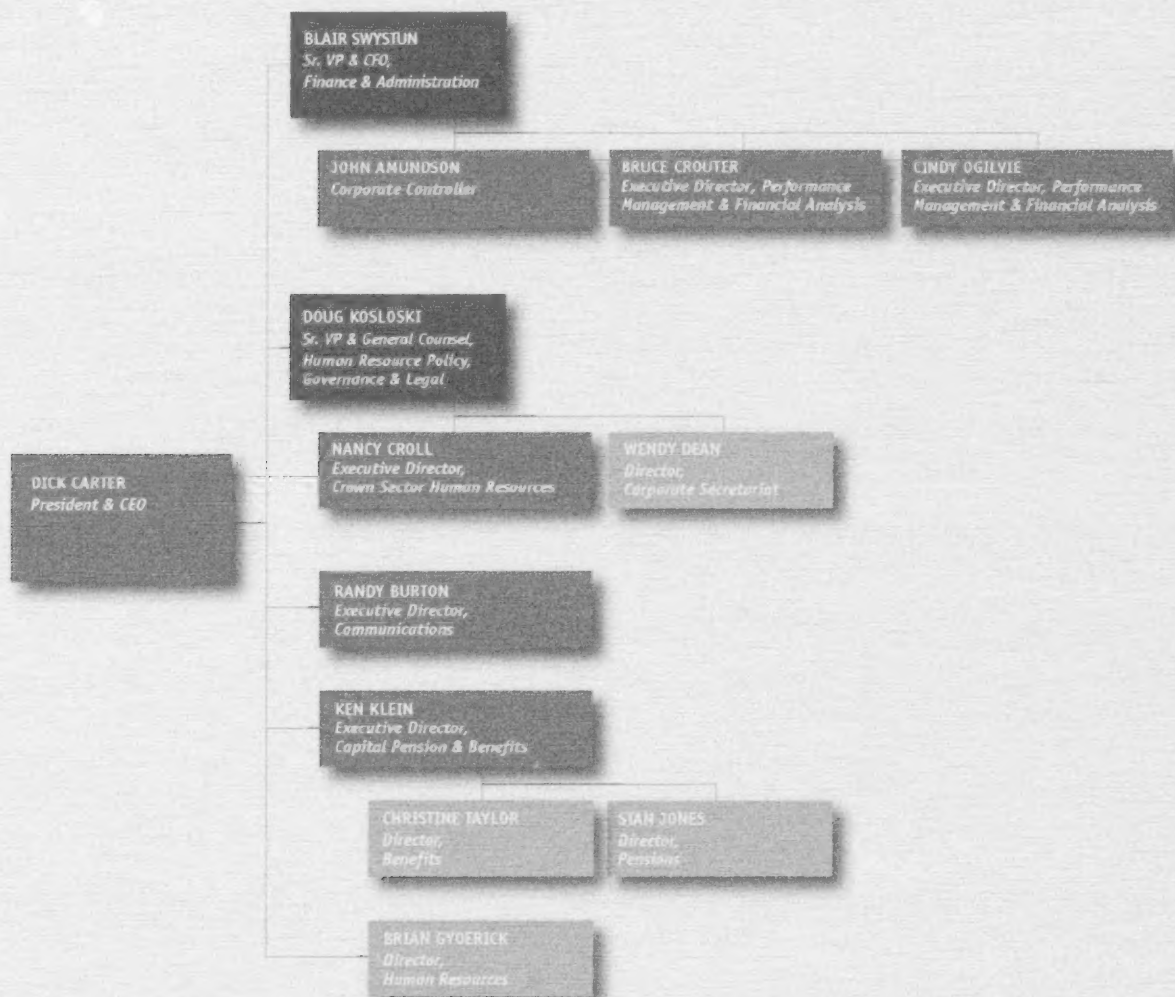 BLAIR SWYSTUN
Sr. VP & CFO,
Finance & Administration
JOHN AMUNDSON
Corporate Controller
BRUCE CROUTER
Executive Director, Performance
Management & Financial Analysis
CINDY OGILVIE
Executive Director, Performance
Management & Financial Analysis
DOUG KOSLOSKI
Sr. VP & General Counsel,
Human Resource Policy,
Governance & Legal
NANCY CROLL
Executive Director,
Crown Sector Human Resources
WENDY DEAN
Director,
Corporate Secretariat
DICK CARTER
President & CEO
RANDY BURTON
Executive Director,
Communications
KEN KLEIN
Executive Director,
Capital Pension & Benefits
CHRISTINE TAYLOR
Director,
Benefits
STAN JONES
Director,
Pensions
BRIAN GYOERICK
Director,
Human Resources